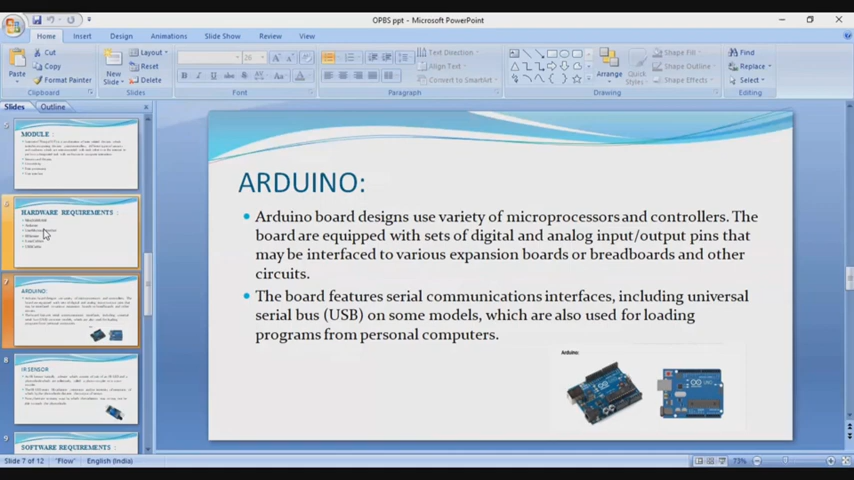 OPBS ppt - Microsoft PowerPoint
Home Insert Design Animations Slide Show Review View
Cut
Copy
Format Painter
Paste
Clipboard
New Slide
Layout
Reset
Delete
Slides
26
Font
Text Direction
Align Text
Convert to SmartArt
Paragraph
Arrange
Quick Styles
Shape Fill
Shape Outline
Shape Effects
Drawing
Find
Replace
Select
Editing
Slides Outline
MODULE :
HARDWARE REQUIREMENTS :
7
ARDUINO:
8
IR SENSOR
9
SOFTWARE REQUIREMENTS :
ARDUINO:
Arduino board designs use variety of microprocessors and controllers. The
board are equipped with sets of digital and analog input/output pins that
may be interfaced to various expansion boards or breadboards and other
circuits.
The board features serial communications interfaces, including universal
serial bus (USB) on some models, which are also used for loading
programs from personal computers.
Arduino:
Slide 7 of 12 "Flow" English (India)
73%